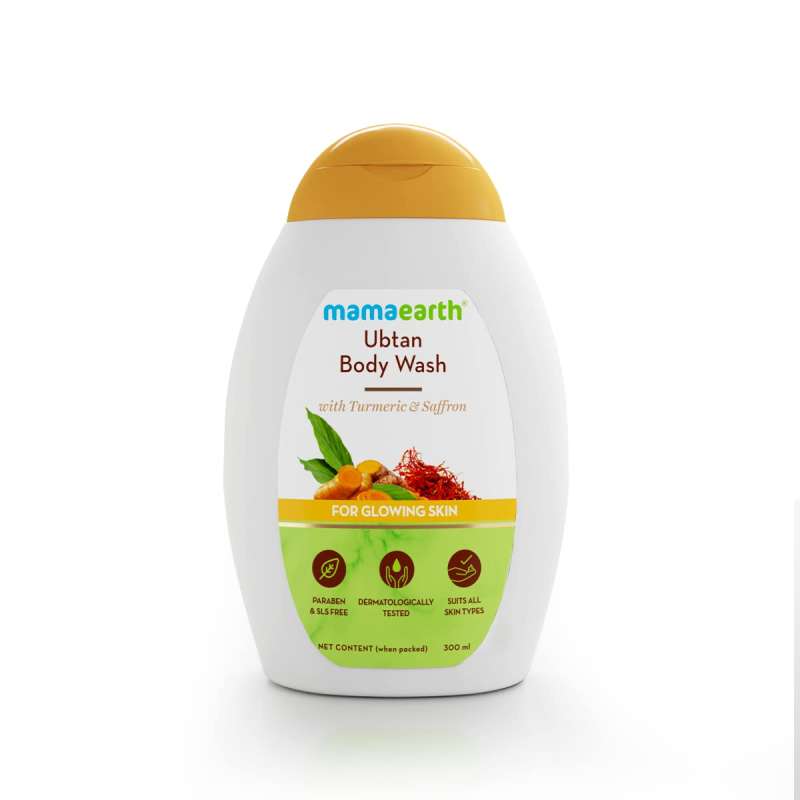 mamaearth®
Ubtan
Body Wash
with Turmeric & Saffron
FOR GLOWING SKIN
PARABEN
& SLS FREE
DERMATOLOGICALLY
TESTED
SUITS ALL
SKIN TYPES
NET CONTENT (when packed) 300 ml